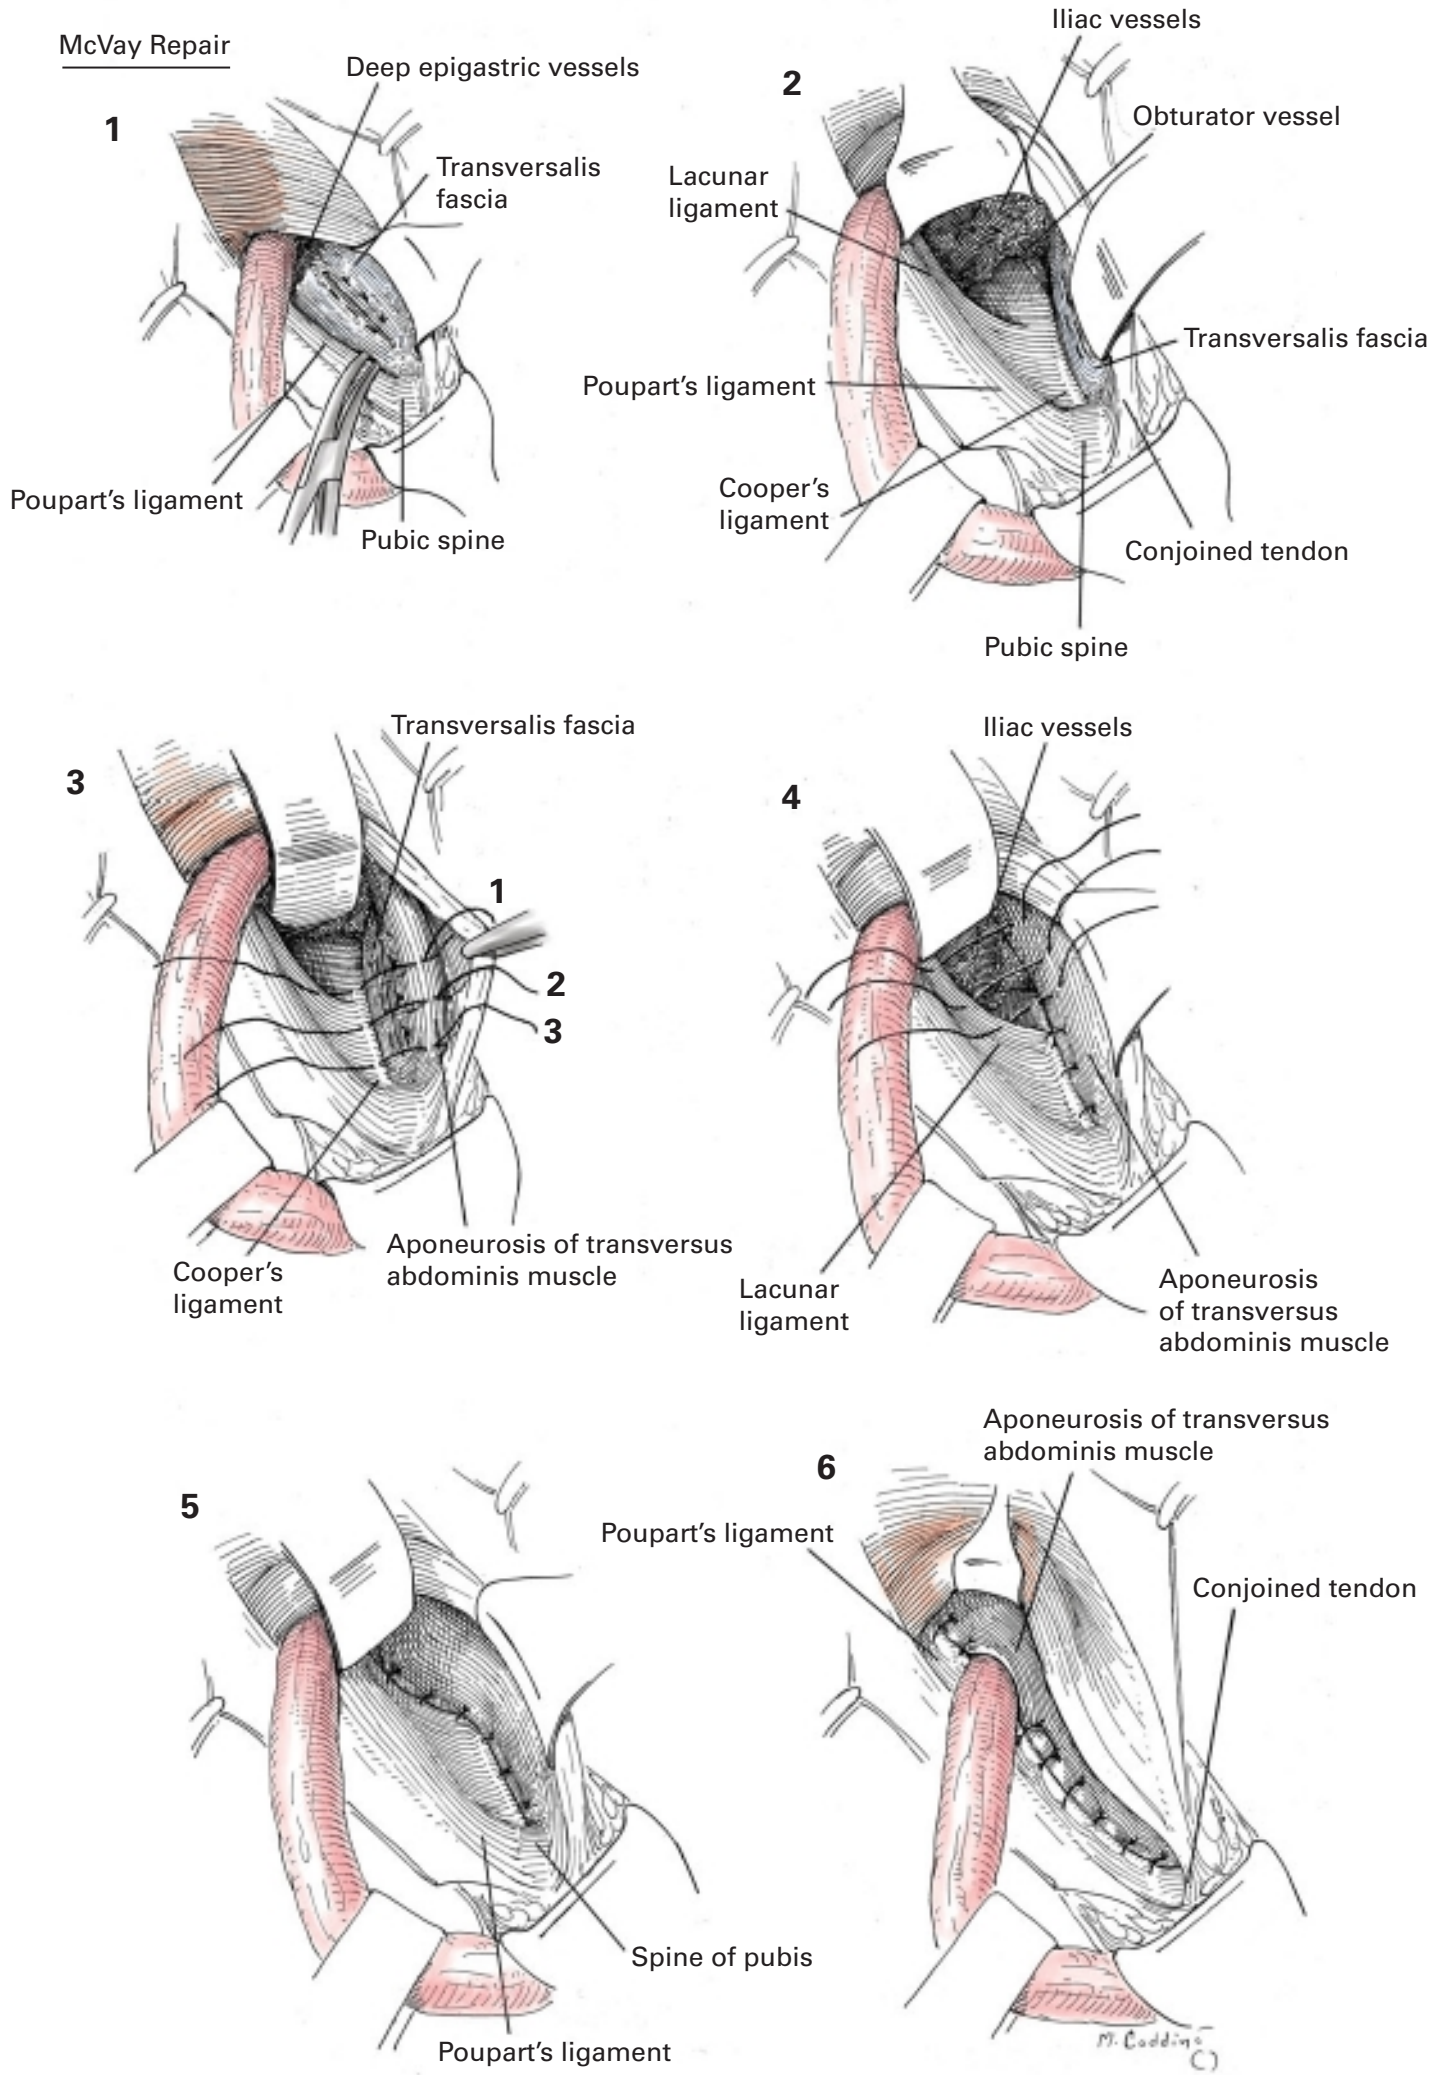 McVay Repair
1
Deep epigastric vessels
Transversalis
fascia
Poupart's ligament
Pubic spine
2
Iliac vessels
Obturator vessel
Lacunar
ligament
Transversalis fascia
Poupart's ligament
Cooper's
ligament
Conjoined tendon
Pubic spine
3
Transversalis fascia
1
2
3
Aponeurosis of transversus
abdominis muscle
Cooper's
ligament
4
Iliac vessels
Lacunar
ligament
Aponeurosis
of transversus
abdominis muscle
5
Spine of pubis
Poupart's ligament
6
Aponeurosis of transversus
abdominis muscle
Poupart's ligament
Conjoined tendon